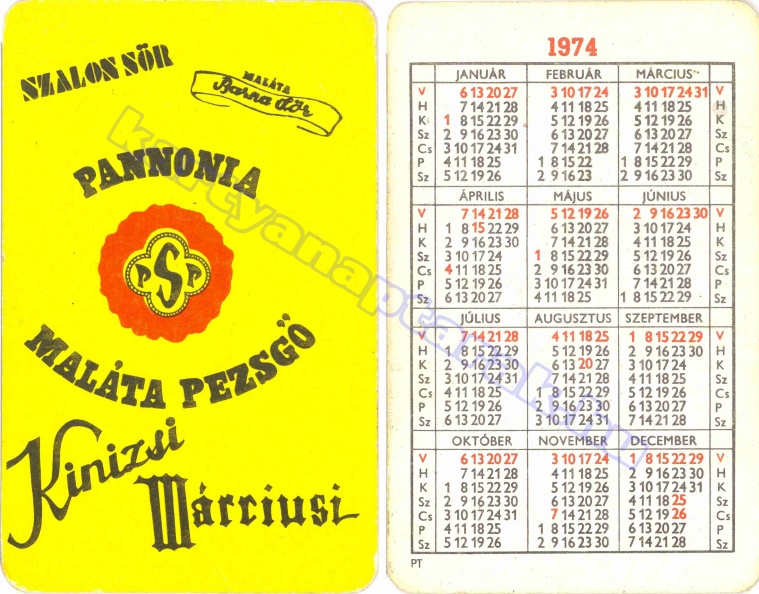 NZALON SÖR
MALÁTA
Barna Sör
PANNONIA
PSP
MALÁTA PEZSGŐ
Kinizsi
Márciusi
1974
JANUÁR FEBRUÁR MÁRCIUS
V 6 13 20 27 3 10 17 24 3 10 17 24 31 V
H 7 14 21 28 4 11 18 25 4 11 18 25 H
K 1 8 15 22 29 5 12 19 26 5 12 19 26 K
Sz 2 9 16 23 30 6 13 20 27 6 13 20 27 Sz
Cs 3 10 17 24 31 7 14 21 28 7 14 21 28 Cs
P 4 11 18 25 1 8 15 22 1 8 15 22 29 P
Sz 5 12 19 26 2 9 16 23 2 9 16 23 30 Sz
ÁPRILIS MÁJUS JÚNIUS
V 7 14 21 28 5 12 19 26 2 9 16 23 30 V
H 1 8 15 22 29 6 13 20 27 3 10 17 24 H
K 2 9 16 23 30 7 14 21 28 4 11 18 25 K
Sz 3 10 17 24 1 8 15 22 29 5 12 19 26 Sz
Cs 4 11 18 25 2 9 16 23 30 6 13 20 27 Cs
P 5 12 19 26 3 10 17 24 31 7 14 21 28 P
Sz 6 13 20 27 4 11 18 25 1 8 15 22 29 Sz
JÚLIUS AUGUSZTUS SZEPTEMBER
V 7 14 21 28 4 11 18 25 1 8 15 22 29 V
H 1 8 15 22 29 5 12 19 26 2 9 16 23 30 H
K 2 9 16 23 30 6 13 20 27 3 10 17 24 K
Sz 3 10 17 24 31 7 14 21 28 4 11 18 25 Sz
Cs 4 11 18 25 1 8 15 22 29 5 12 19 26 Cs
P 5 12 19 26 2 9 16 23 30 6 13 20 27 P
Sz 6 13 20 27 3 10 17 24 31 7 14 21 28 Sz
OKTÓBER NOVEMBER DECEMBER
V 6 13 20 27 3 10 17 24 1 8 15 22 29 V
H 7 14 21 28 4 11 18 25 2 9 16 23 30 H
K 1 8 15 22 29 5 12 19 26 3 10 17 24 31 K
Sz 2 9 16 23 30 6 13 20 27 4 11 18 25 Sz
Cs 3 10 17 24 31 7 14 21 28 5 12 19 26 Cs
P 4 11 18 25 1 8 15 22 29 6 13 20 27 P
Sz 5 12 19 26 2 9 16 23 30 7 14 21 28 Sz
PT
kartyanaptarak.hu